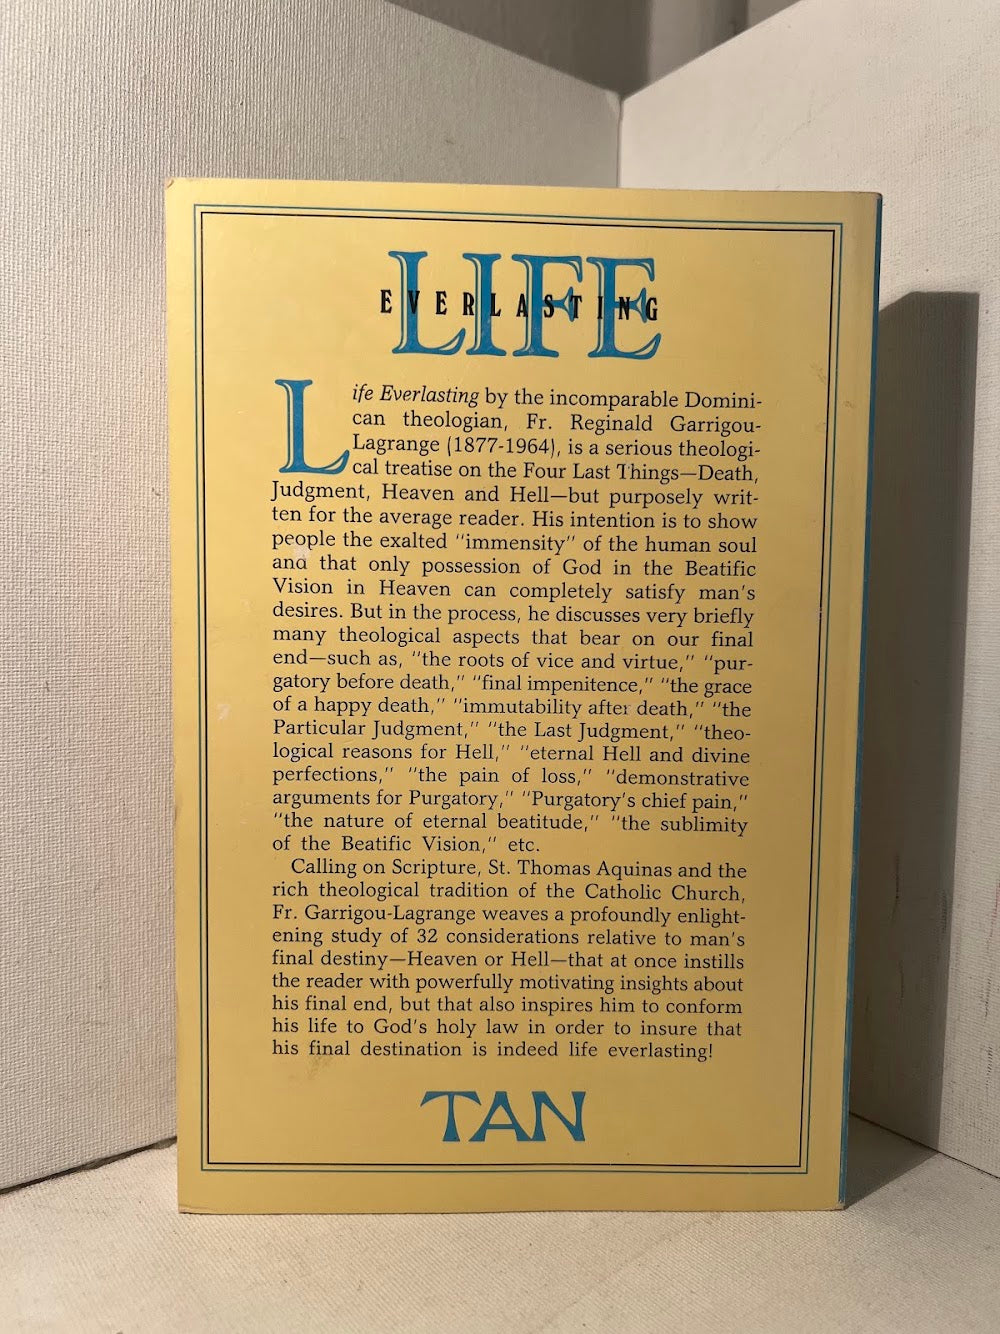 LIFE
EVERLASTING
Life Everlasting by the incomparable Domini-
can theologian, Fr. Reginald Garrigou-
Lagrange (1877-1964), is a serious theologi-
cal treatise on the Four Last Things—Death,
Judgment, Heaven and Hell—but purposely writ-
ten for the average reader. His intention is to show
people the exalted "immensity" of the human soul
and that only possession of God in the Beatific
Vision in Heaven can completely satisfy man's
desires. But in the process, he discusses very briefly
many theological aspects that bear on our final
end—such as, "the roots of vice and virtue," "pur-
gatory before death," "final impenitence," "the grace
of a happy death," "immutability after death," "the
Particular Judgment," "the Last Judgment," "theo-
logical reasons for Hell," "eternal Hell and divine
perfections," "the pain of loss," "demonstrative
arguments for Purgatory," "Purgatory's chief pain,"
"the nature of eternal beatitude," "the sublimity
of the Beatific Vision," etc.
Calling on Scripture, St. Thomas Aquinas and the
rich theological tradition of the Catholic Church,
Fr. Garrigou-Lagrange weaves a profoundly enlight-
ening study of 32 considerations relative to man's
final destiny—Heaven or Hell—that at once instills
the reader with powerfully motivating insights about
his final end, but that also inspires him to conform
his life to God's holy law in order to insure that
his final destination is indeed life everlasting!
TAN